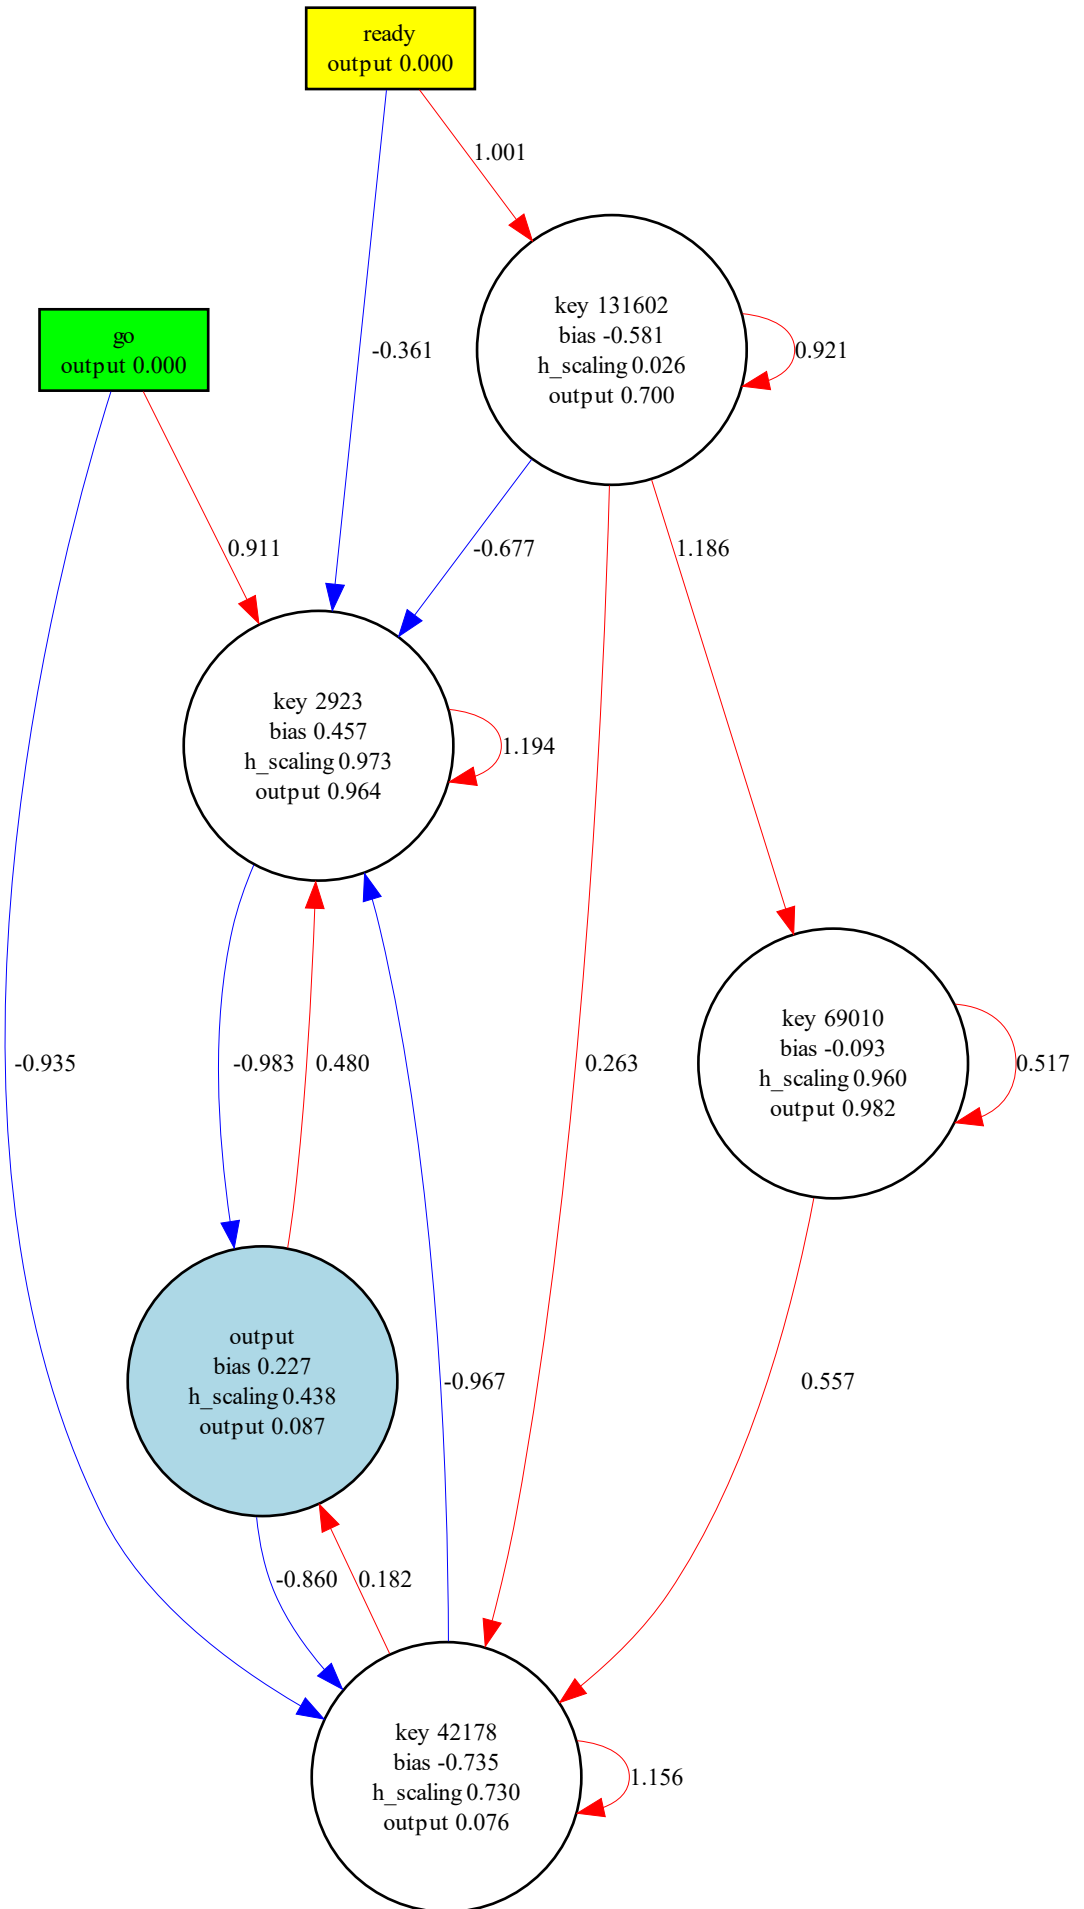 ready
output 0.000
1.001
key 131602
bias -0.581
h_scaling 0.026
output 0.700
0.921
go
output 0.000
-0.361
0.911
-0.677
1.186
key 2923
bias 0.457
h_scaling 0.973
output 0.964
1.194
key 69010
bias -0.093
h_scaling 0.960
output 0.982
0.517
-0.935
-0.983
0.480
0.263
output
bias 0.227
h_scaling 0.438
output 0.087
-0.967
0.557
-0.860
0.182
key 42178
bias -0.735
h_scaling 0.730
output 0.076
1.156